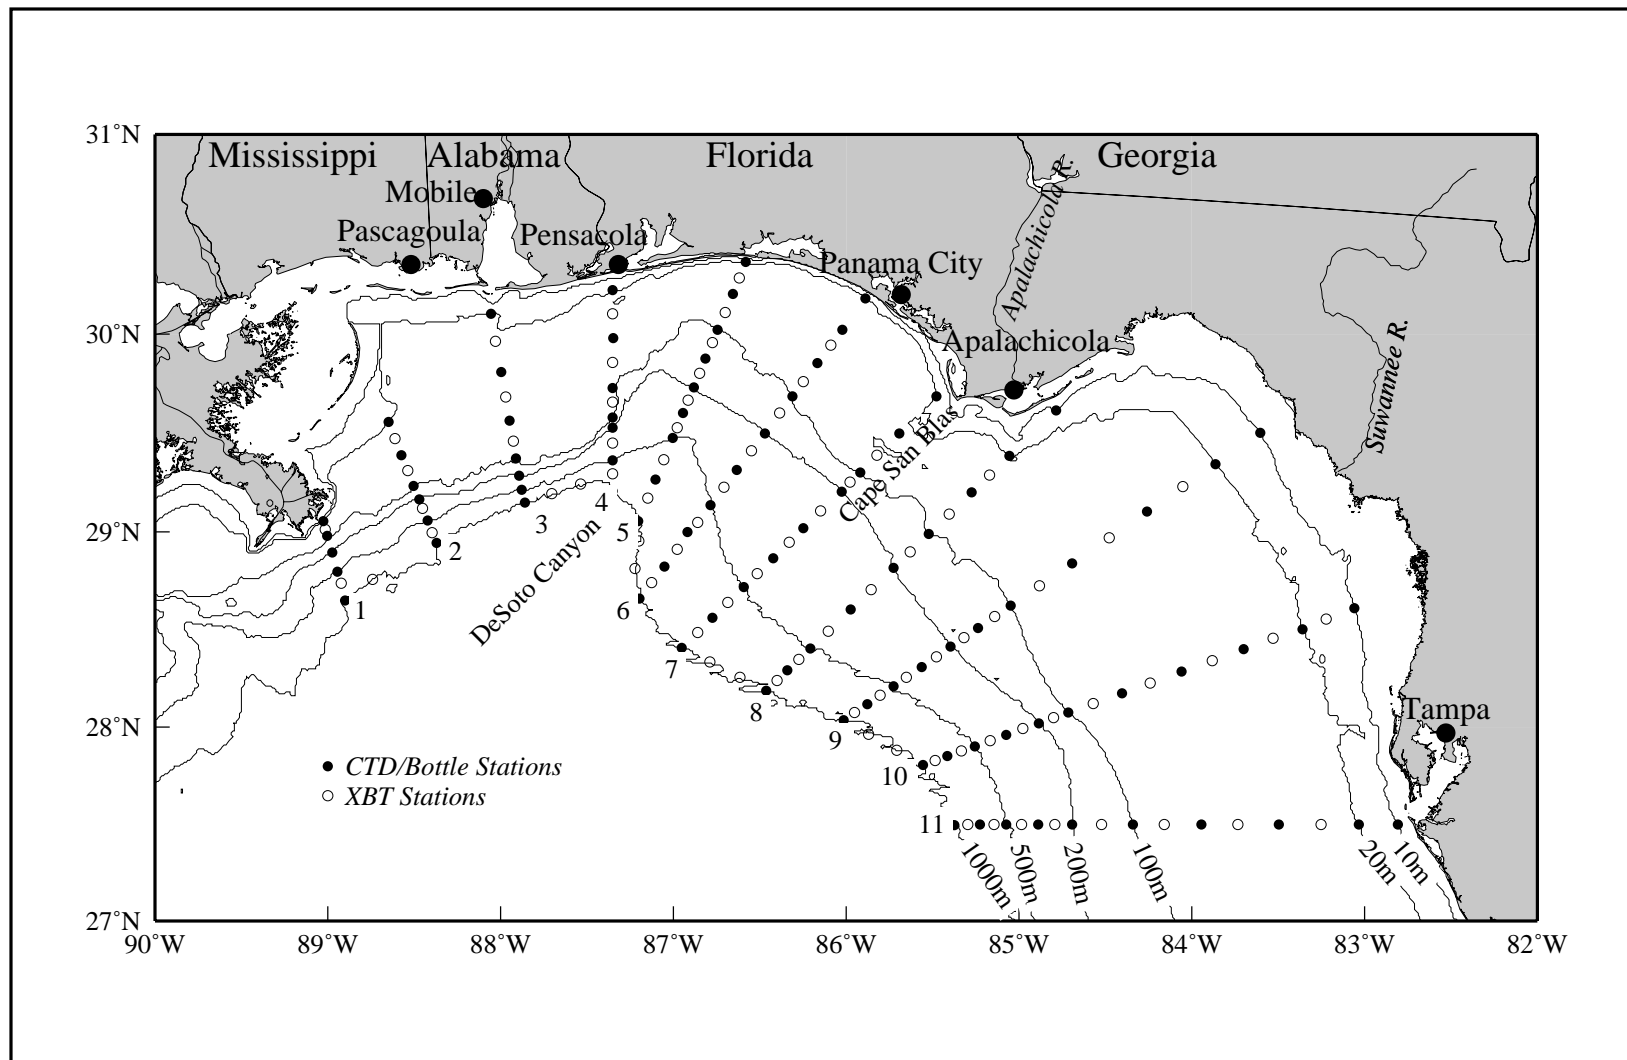 31°N
30°N
29°N
28°N
27°N
90°W
89°W
88°W
87°W
86°W
85°W
84°W
83°W
82°W
Mississippi
Alabama
Florida
Georgia
Mobile
Pascagoula
Pensacola
Panama City
Apalachicola R.
Apalachicola
Suwannee R.
Cape San Blas
DeSoto Canyon
Tampa
1
2
3
4
5
6
7
8
9
10
11
CTD/Bottle Stations
XBT Stations
1000m
500m
200m
100m
20m
10m